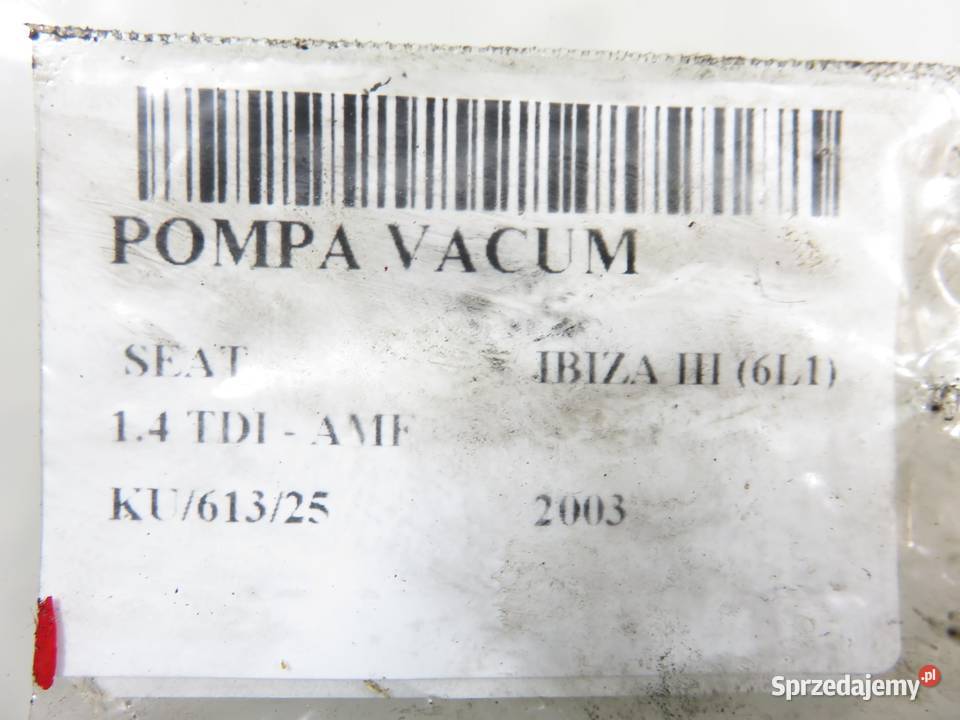 POMPA VACUM
SEAT IBIZA III (6L1)
1.4 TDI - AMF
KU/613/25 2003
Sprzedajemy.pl